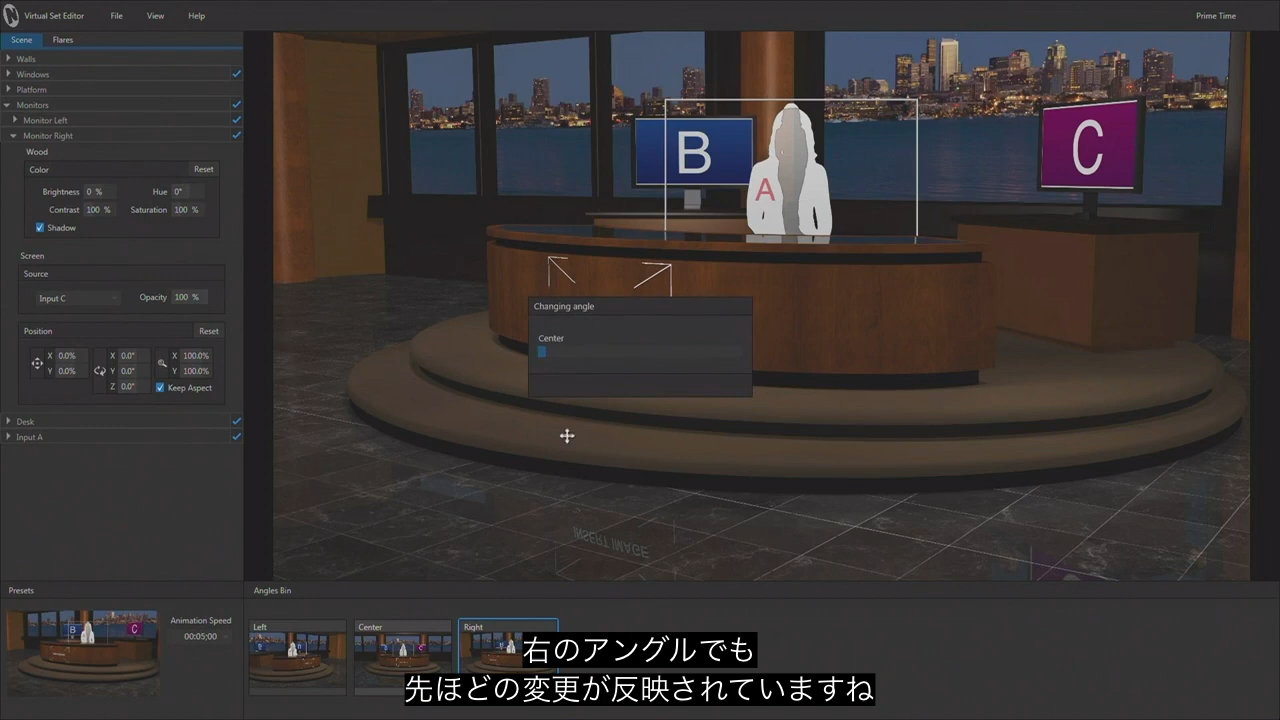 Virtual Set Editor File View Help Prime Time
Scene Flares
Walls
Windows
Platform
Monitors
Monitor Left
Monitor Right
Wood
Color Reset
Brightness 0 % Hue 0°
Contrast 100 % Saturation 100 %
Shadow
Screen
Source
Input C Opacity 100 %
Position Reset
X 0.0% X 0.0° X 100.0%
Y 0.0% Y 0.0° Y 100.0%
Z 0.0° Keep Aspect
Desk
Input A
B
A
C
Changing angle
Center
INSERT IMAGE
Presets
B
C
Animation Speed
00:05;00
Angles Bin
Left
Center
Right
右のアングルでも
先ほどの変更が反映されていますね